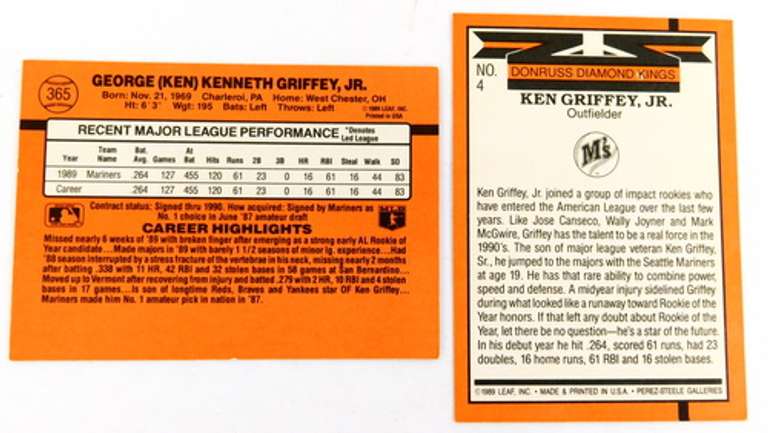 365
GEORGE (KEN) KENNETH GRIFFEY, JR.
Born: Nov. 21, 1969 Charleroi, PA Home: West Chester, OH
Ht: 6'3" Wgt: 195 Bats: Left Throws: Left
© 1989 LEAF, INC.
Printed in USA
RECENT MAJOR LEAGUE PERFORMANCE *Denotes Led League
Year Team Name Bat. Avg. Games At Bat Hits Runs 2B 3B HR RBI Steal Walk SO
1989 Mariners .264 127 455 120 61 23 0 16 61 16 44 83
Career .264 127 455 120 61 23 0 16 61 16 44 83
Contract status: Signed thru 1990. How acquired: Signed by Mariners as
No. 1 choice in June '87 amateur draft
CAREER HIGHLIGHTS
Missed nearly 6 weeks of '89 with broken finger after emerging as a strong early AL Rookie of
Year candidate...Made majors in '89 with barely 1 1/2 seasons of minor lg. experience...Had
'88 season interrupted by a stress fracture of the vertebrae in his neck, missing nearly 2 months
after batting .338 with 11 HR, 42 RBI and 32 stolen bases in 58 games at San Bernardino...
Moved up to Vermont after recovering from injury and batted .279 with 2 HR, 10 RBI and 4 stolen
bases in 17 games...Is son of longtime Reds, Braves and Yankees star OF Ken Griffey...
Mariners made him No. 1 amateur pick in nation in '87.
NO.
4
DONRUSS DIAMOND KINGS
KEN GRIFFEY, JR.
Outfielder
M's
Ken Griffey, Jr. joined a group of impact rookies who
have entered the American League over the last few
years. Like Jose Canseco, Wally Joyner and Mark
McGwire, Griffey has the talent to be a real force in the
1990's. The son of major league veteran Ken Griffey,
Sr., he jumped to the majors with the Seattle Mariners
at age 19. He has that rare ability to combine power,
speed and defense. A midyear injury sidelined Griffey
during what looked like a runaway toward Rookie of the
Year honors. If that left any doubt about Rookie of the
Year, let there be no question—he's a star of the future.
In his debut year he hit .264, scored 61 runs, had 23
doubles, 16 home runs, 61 RBI and 16 stolen bases.
© 1989 LEAF, INC. • MADE & PRINTED IN U.S.A. • PEREZ-STEELE GALLERIES